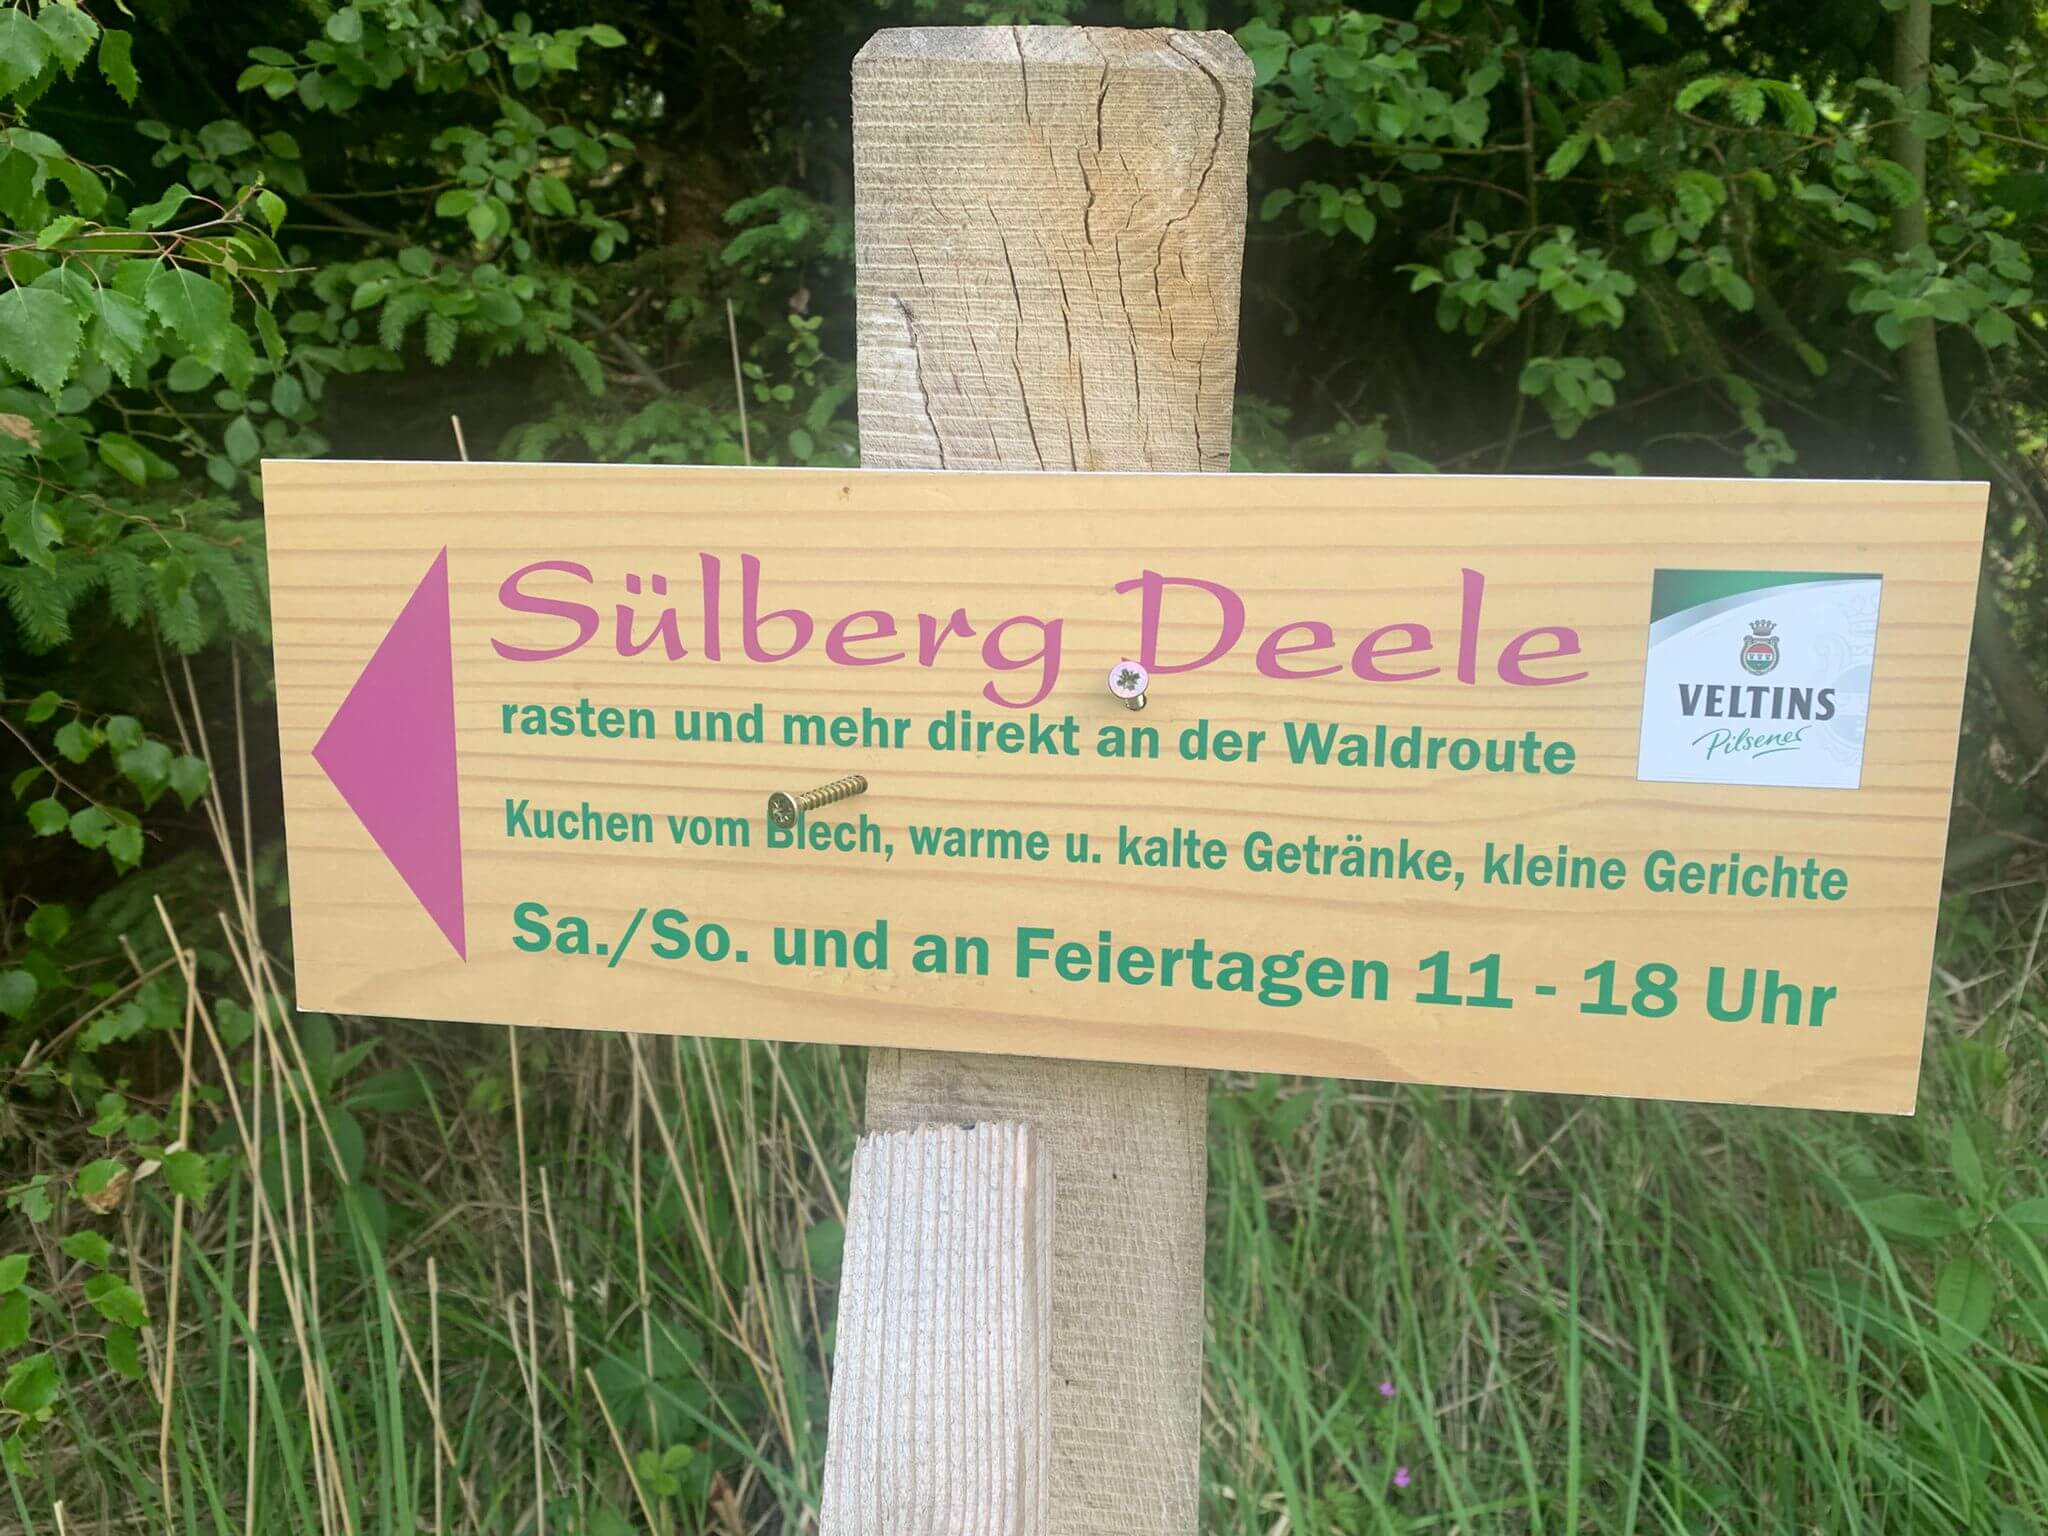 Sülberg Deele
rasten und mehr direkt an der Waldroute
Kuchen vom Blech, warme u. kalte Getränke, kleine Gerichte
Sa./So. und an Feiertagen 11 - 18 Uhr
VELTINS
Pilsener